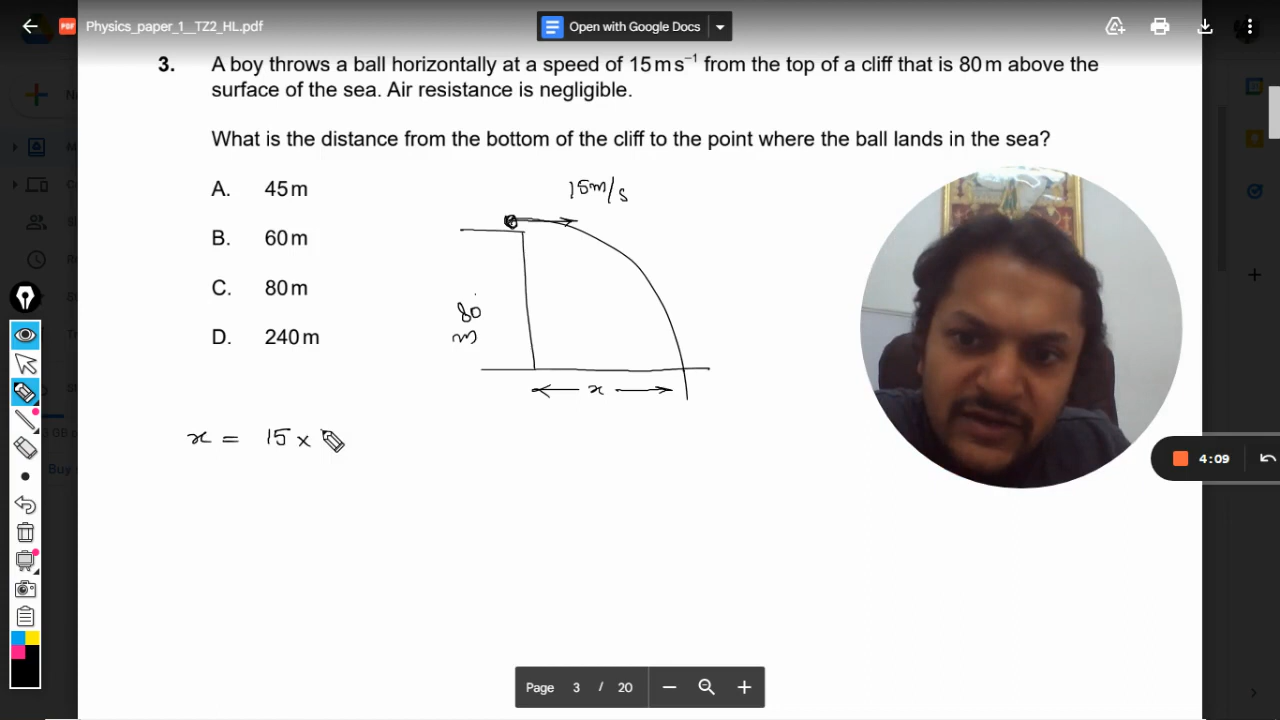 PDF Physics_paper_1__TZ2_HL.pdf
Open with Google Docs
3. A boy throws a ball horizontally at a speed of 15 m s⁻¹ from the top of a cliff that is 80 m above the
surface of the sea. Air resistance is negligible.
What is the distance from the bottom of the cliff to the point where the ball lands in the sea?
A. 45 m
B. 60 m
C. 80 m
D. 240 m
15m/s
80
m
x
x = 15 ×
4:09
Page 3 / 20